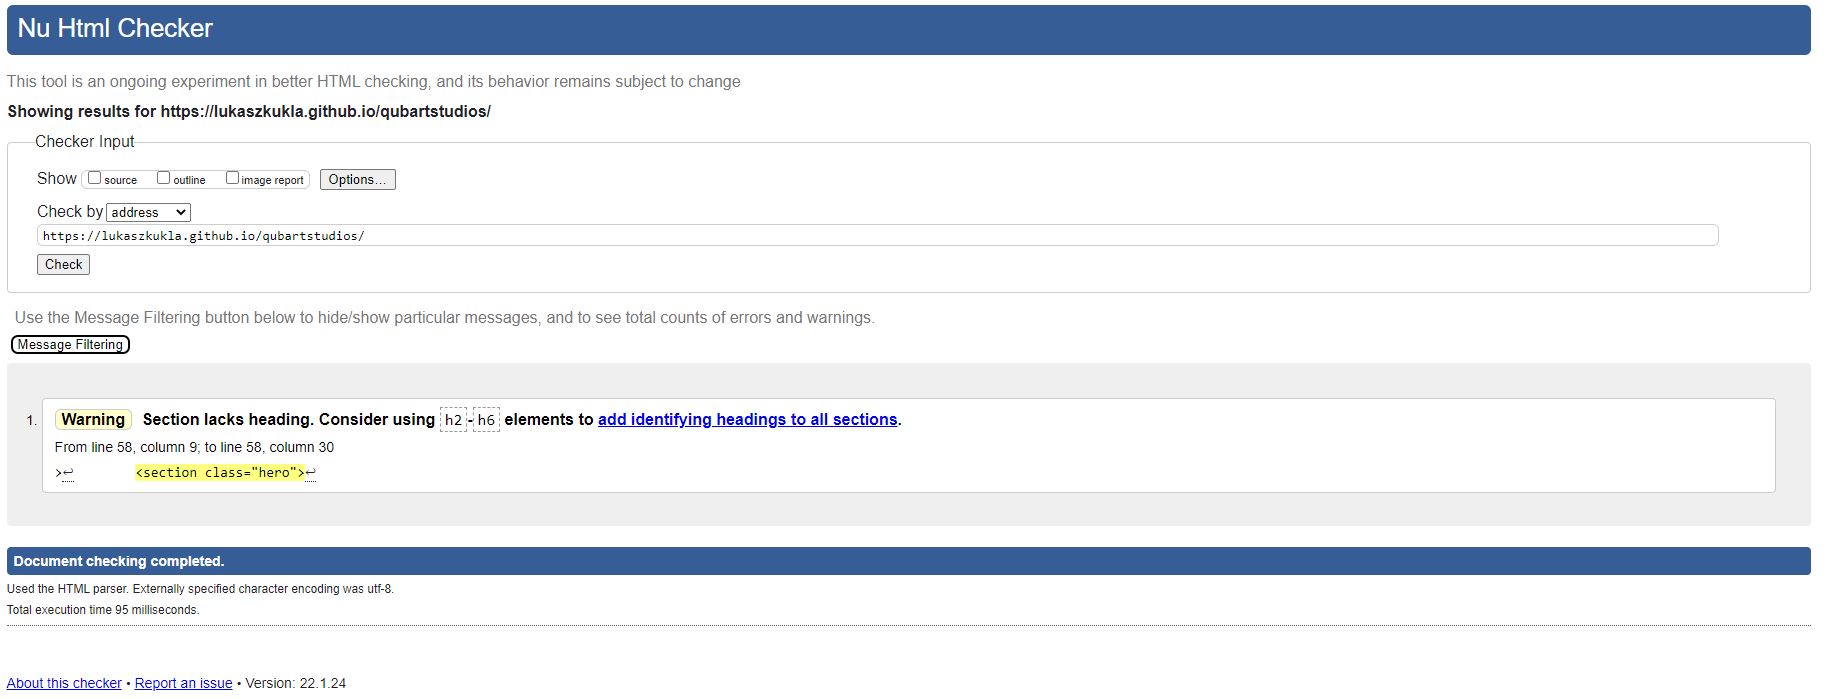 Nu Html Checker
This tool is an ongoing experiment in better HTML checking, and its behavior remains subject to change
Showing results for https://lukaszkukla.github.io/qubartstudios/
Checker Input
Show source outline image report Options...
Check by address
https://lukaszkukla.github.io/qubartstudios/
Check
Use the Message Filtering button below to hide/show particular messages, and to see total counts of errors and warnings.
Message Filtering
1. Warning Section lacks heading. Consider using h2-h6 elements to add identifying headings to all sections.
From line 58, column 9; to line 58, column 30
>↩ <section class="hero">↩
Document checking completed.
Used the HTML parser. Externally specified character encoding was utf-8.
Total execution time 95 milliseconds.
About this checker • Report an issue • Version: 22.1.24